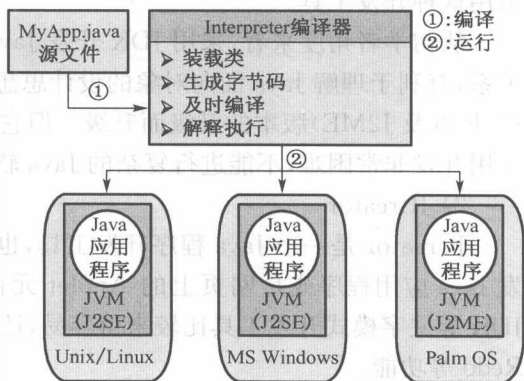 MyApp.java
源文件
①
Interpreter编译器
➢ 装载类
➢ 生成字节码
➢ 及时编译
➢ 解释执行
①:编译
②:运行
②
Java
应用
程序
JVM
(J2SE)
Unix/Linux
Java
应用
程序
JVM
(J2SE)
MS Windows
Java
应用
程序
JVM
(J2ME)
Palm OS